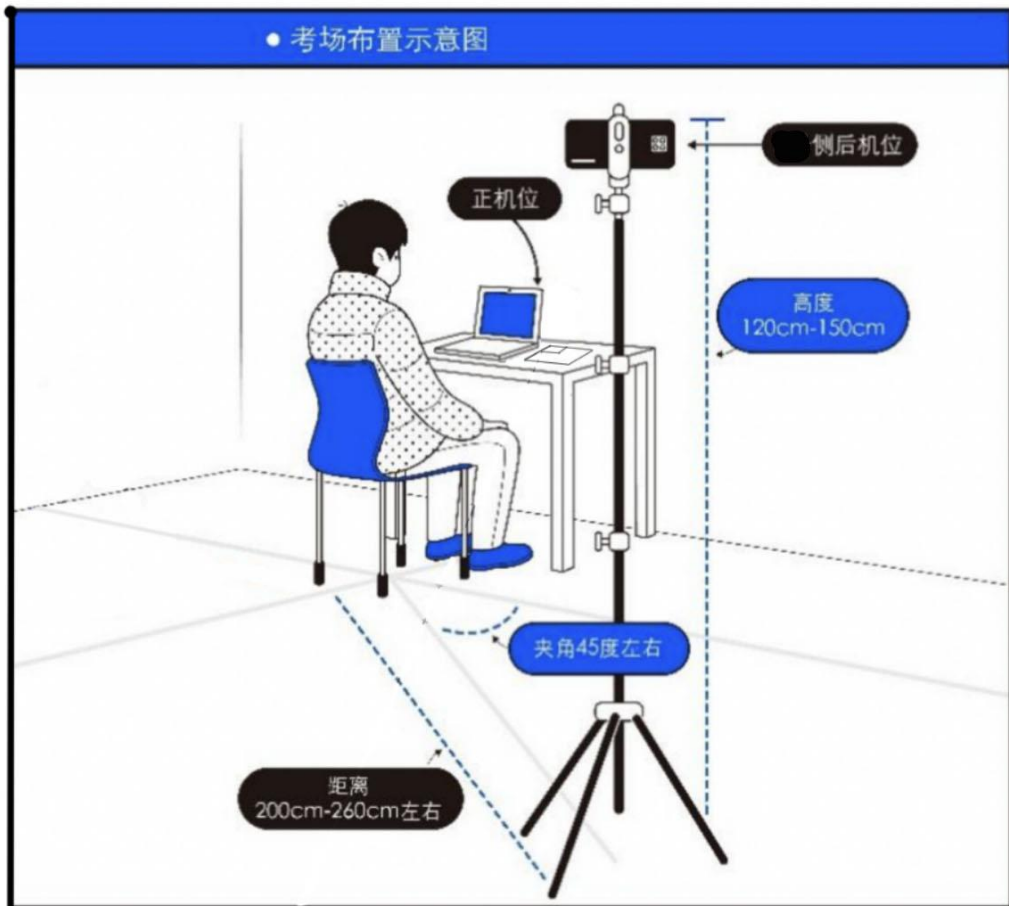 考场布置示意图
侧后机位
正机位
高度
120cm-150cm
夹角45度左右
距离
200cm-260cm左右